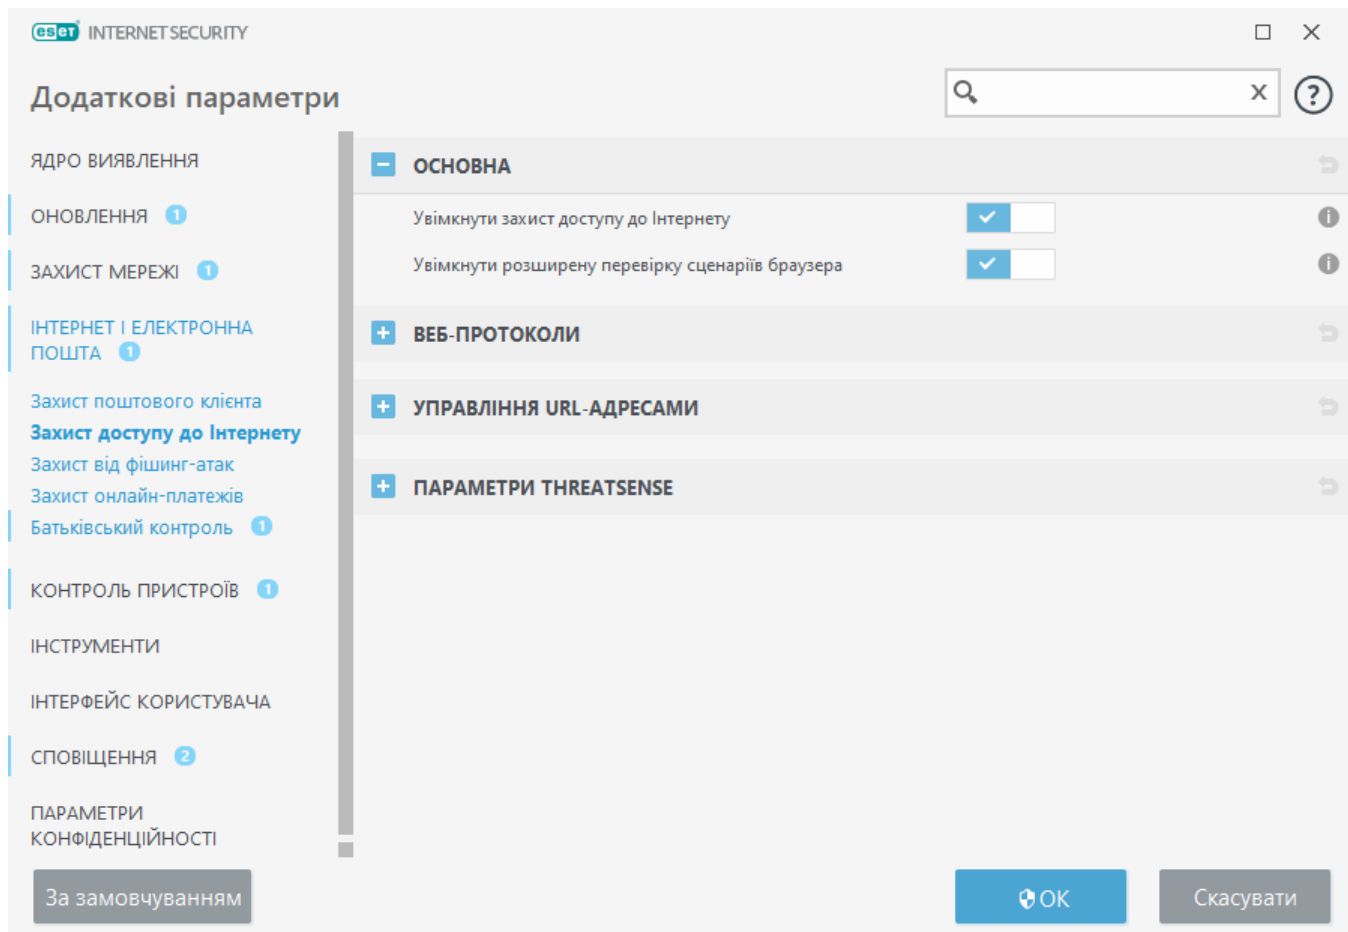 eset INTERNET SECURITY
Додаткові параметри
x
?
ЯДРО ВИЯВЛЕННЯ
ОНОВЛЕННЯ 1
ЗАХИСТ МЕРЕЖІ 1
ІНТЕРНЕТ І ЕЛЕКТРОННА
ПОШТА 1
Захист поштового клієнта
Захист доступу до Інтернету
Захист від фішинг-атак
Захист онлайн-платежів
Батьківський контроль 1
КОНТРОЛЬ ПРИСТРОЇВ 1
ІНСТРУМЕНТИ
ІНТЕРФЕЙС КОРИСТУВАЧА
СПОВІЩЕННЯ 2
ПАРАМЕТРИ
КОНФІДЕНЦІЙНОСТІ
ОСНОВНА
Увімкнути захист доступу до Інтернету
Увімкнути розширену перевірку сценаріїв браузера
ВЕБ-ПРОТОКОЛИ
УПРАВЛІННЯ URL-АДРЕСАМИ
ПАРАМЕТРИ THREATSENSE
За замовчуванням
ОК
Скасувати